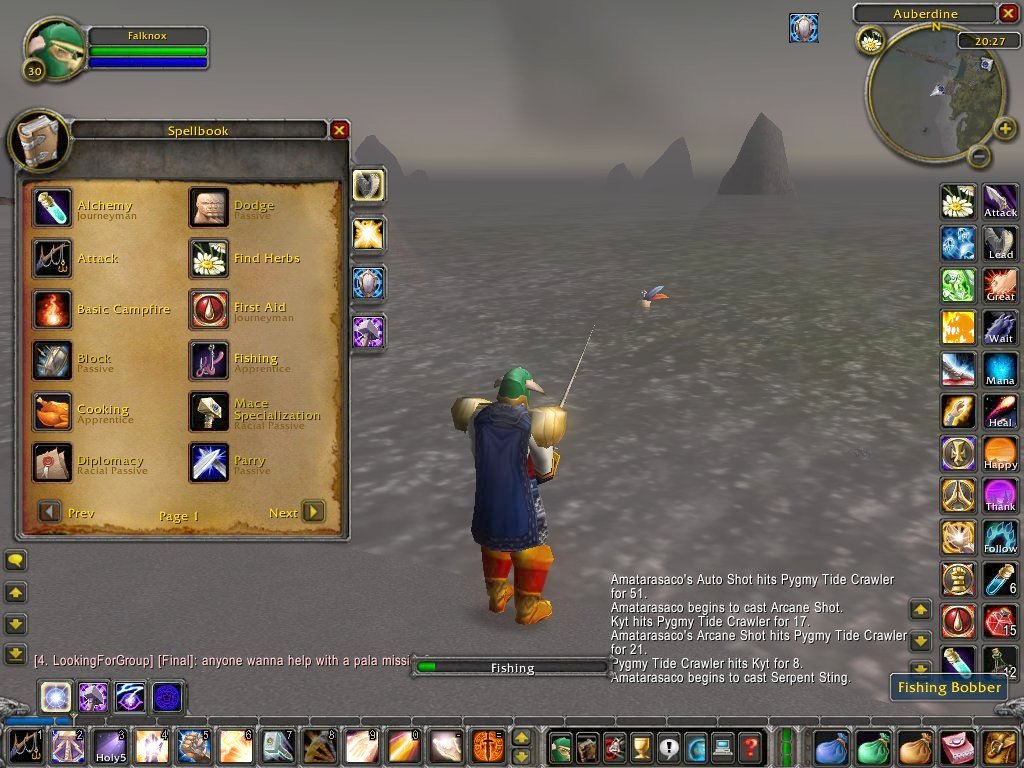 Falknox
30
Auberdine
N
20:27
Spellbook
Alchemy
Journeyman
Dodge
Passive
Attack
Find Herbs
Basic Campfire
First Aid
Journeyman
Block
Passive
Fishing
Apprentice
Cooking
Apprentice
Mace
Specialization
Racial Passive
Diplomacy
Racial Passive
Parry
Passive
Prev
Page 1
Next
Attack
Lead
Great
Wait
Mana
Heal
Happy
Thank
Follow
6
15
12
Amatarasaco's Auto Shot hits Pygmy Tide Crawler
for 51.
Amatarasaco begins to cast Arcane Shot.
Kyt hits Pygmy Tide Crawler for 17.
Amatarasaco's Arcane Shot hits Pygmy Tide Crawler
for 21.
Pygmy Tide Crawler hits Kyt for 8.
Amatarasaco begins to cast Serpent Sting.
[4. LookingForGroup] [Final]: anyone wanna help with a pala missi
Fishing
Fishing Bobber
1
2
3
4
5
6
7
8
9
0
-
=
Holy5